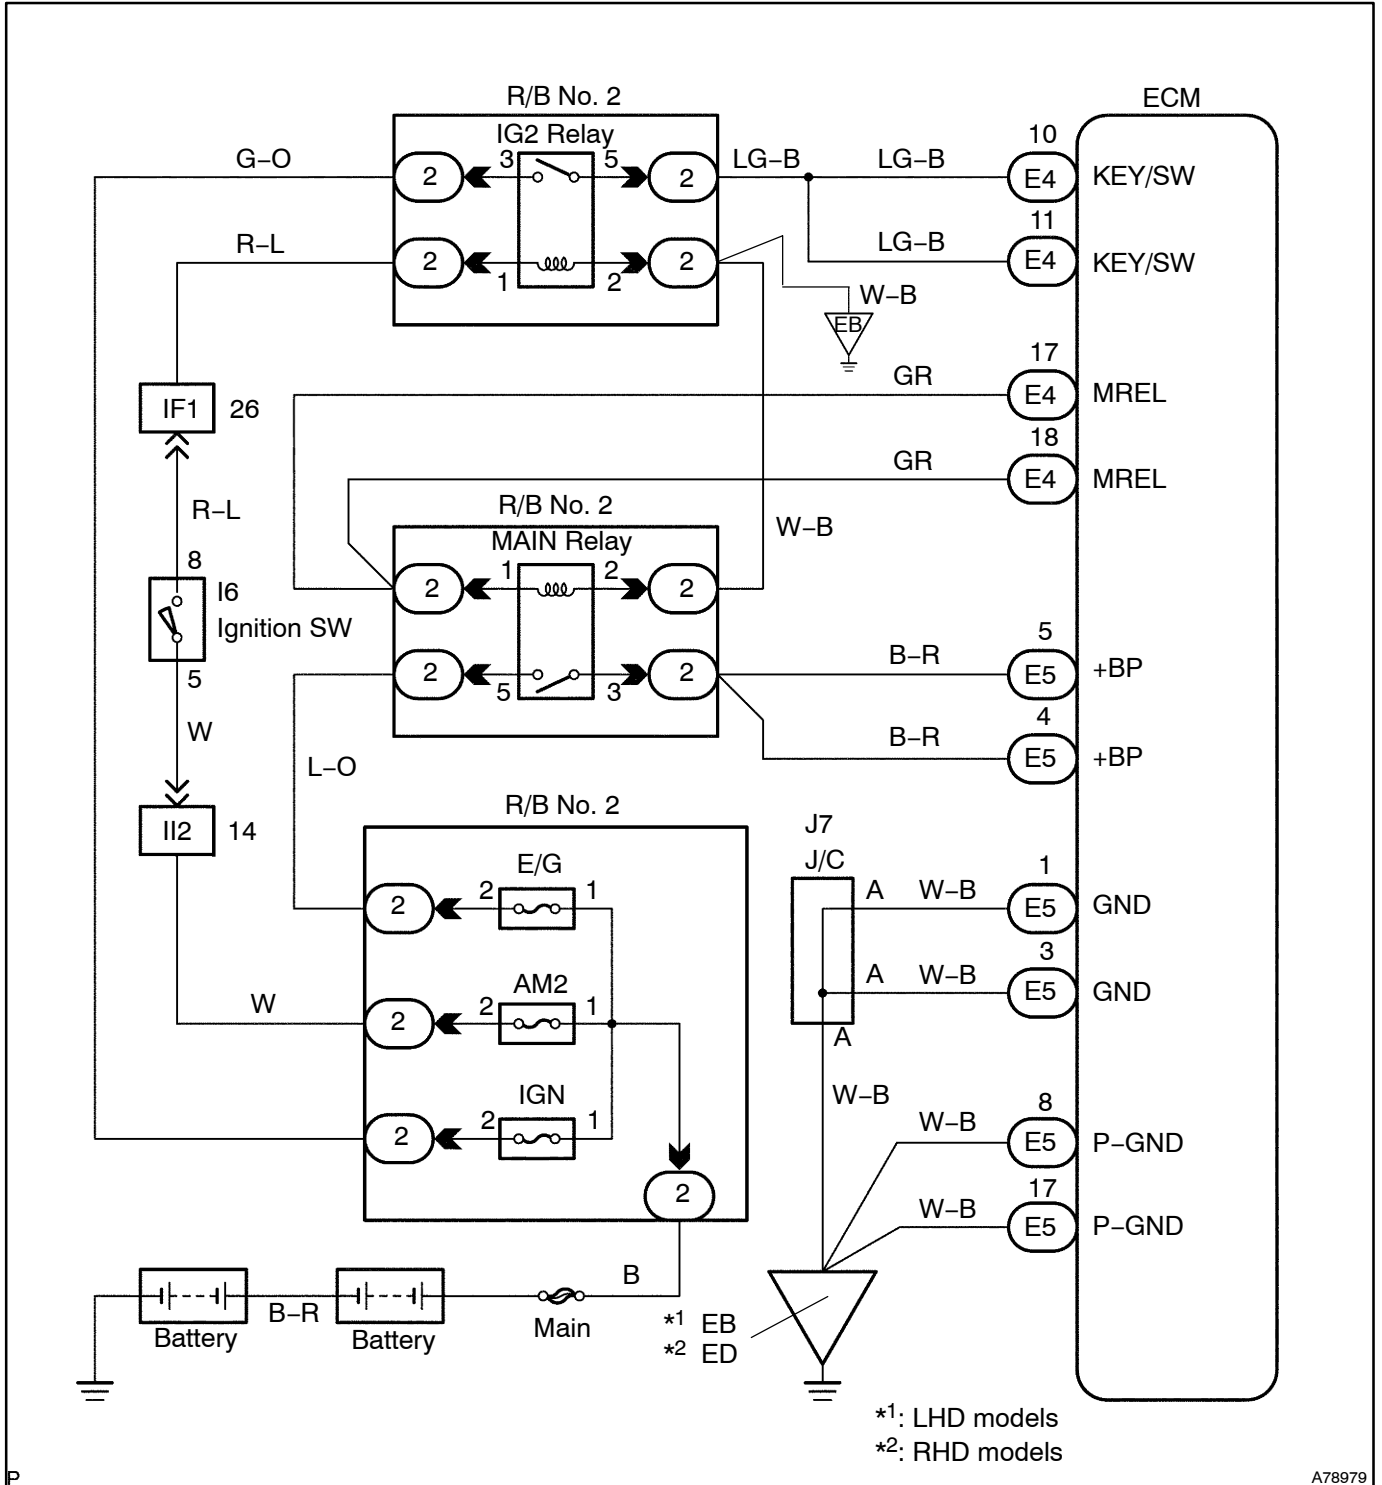 R/B No. 2
ECM
IG2 Relay
10
G–O
2
3
5
2
LG–B
LG–B
E4
KEY/SW
11
R–L
2
1
2
2
LG–B
E4
KEY/SW
W–B
EB
17
GR
E4
MREL
IF1
26
18
GR
E4
MREL
R–L
R/B No. 2
W–B
MAIN Relay
8
2
1
2
2
I6
Ignition SW
5
5
2
5
3
2
B–R
E5
+BP
W
4
L–O
B–R
E5
+BP
R/B No. 2
II2
14
J7
J/C
E/G
1
2
2
1
A
W–B
E5
GND
3
AM2
A
W–B
E5
GND
W
2
2
1
A
IGN
W–B
8
2
2
1
W–B
E5
P–GND
17
2
W–B
E5
P–GND
B
B–R
Battery
Battery
Main
*1 EB
*2 ED
*1: LHD models
*2: RHD models
P
A78979